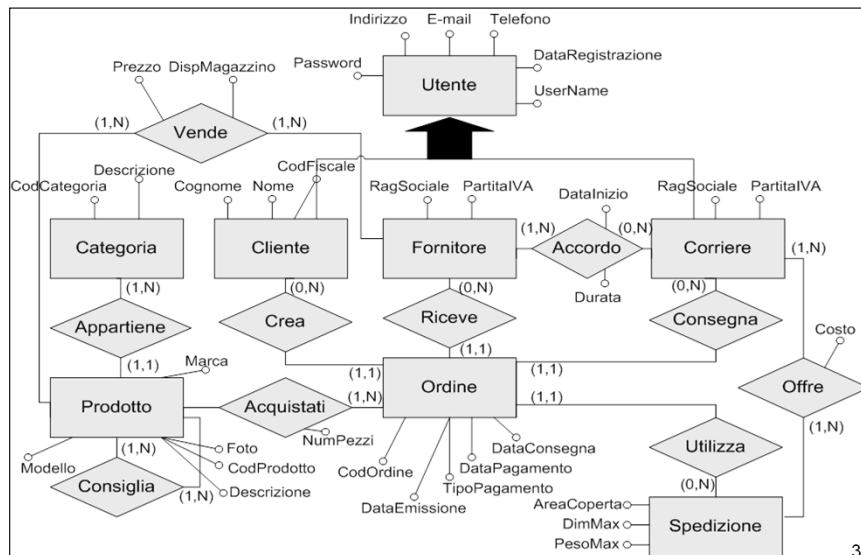 Indirizzo E-mail Telefono
Prezzo DispMagazzino Password DataRegistrazione
Utente
UserName
(1,N) Vende (1,N)
CodFiscale
Descrizione
CodCategoria Cognome Nome RagSociale PartitaIVA DataInizio RagSociale PartitaIVA
Categoria Cliente Fornitore (1,N) Accordo (0,N) Corriere (1,N)
(1,N) (0,N) (0,N) Durata (0,N)
Appartiene Crea Riceve Consegna
Costo
(1,1) Marca (1,1) (1,1) (1,1)
Prodotto Acquistati (1,N) Ordine (1,1) Offre
NumPezzi
(1,N) Foto DataConsegna (1,N)
Modello CodProdotto CodOrdine DataPagamento Utilizza
Consiglia (1,N) Descrizione TipoPagamento
DataEmissione (0,N)
AreaCoperta
DimMax Spedizione
PesoMax
3